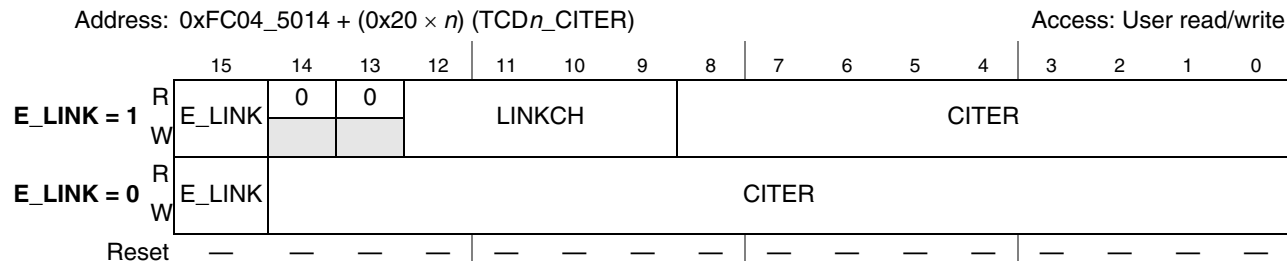 Address: 0xFC04_5014 + (0x20 × n) (TCDn_CITER) Access: User read/write
15 14 13 12 11 10 9 8 7 6 5 4 3 2 1 0
E_LINK = 1 R E_LINK 0 0 LINKCH CITER
W
E_LINK = 0 R E_LINK CITER
W
Reset — — — — — — — — — — — — — — — —